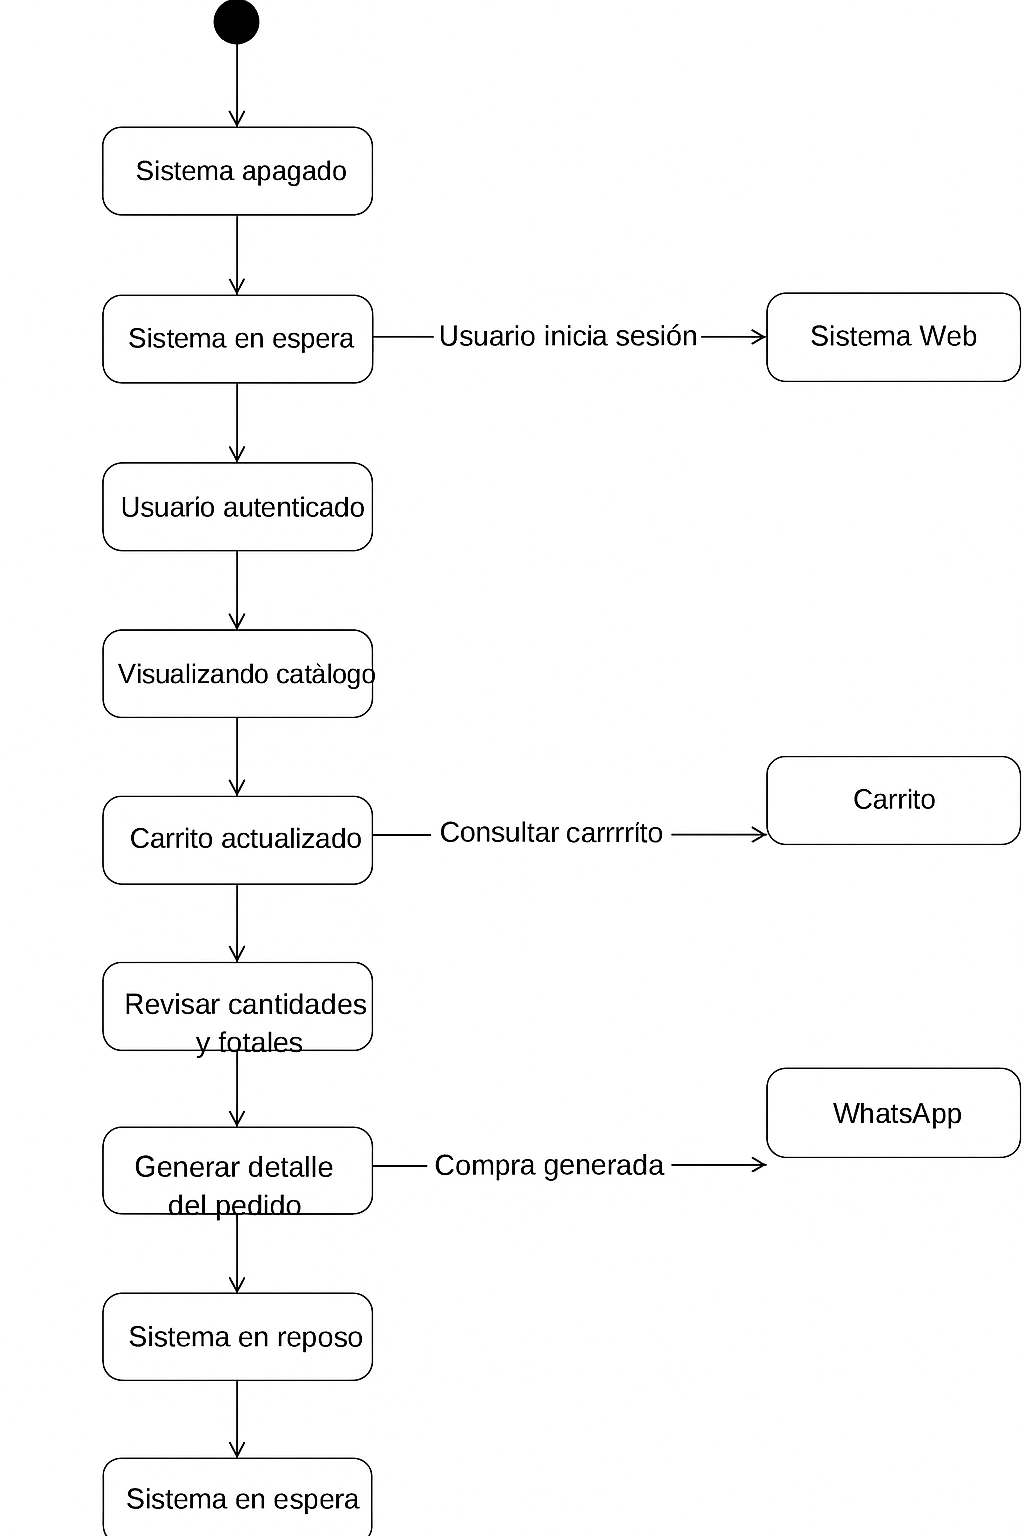 Sistema apagado
Sistema en espera
Usuario inicia sesión
Sistema Web
Usuarío autenticado
Visualizando catàlogo
Carrito actualizado
Consultar carrrríto
Carrito
Revisar cantidades
y fotales
Generar detalle
del pedido
Compra generada
WhatsApp
Sistema en reposo
Sistema en espera